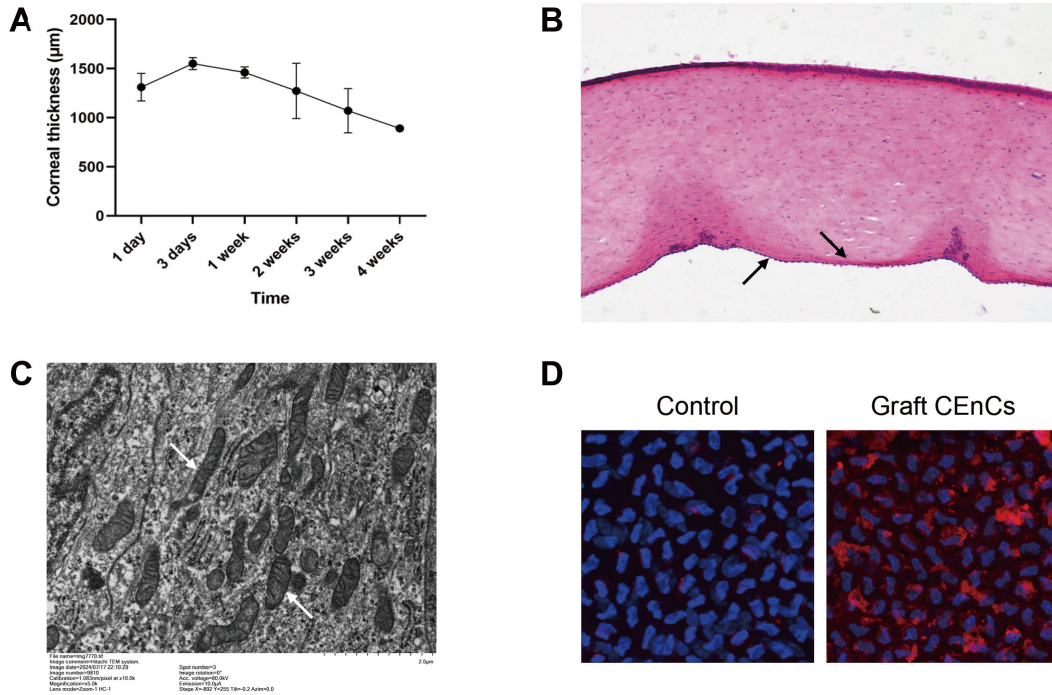 A
Corneal thickness (μm)
2000
1500
1000
500
0
1 day
3 days
1 week
2 weeks
3 weeks
4 weeks
Time
B
C
File name=img7770.tif
Image comment=Hitachi TEM system.
Image date=2024/07/17 22:10:29
Image number=9810
Calibration=1.083nm/pixel at x10.0k
Magnification=x5.0k
Lens mode=Zoom-1 HC-1
Spot number=3
Image rotation=0°
Acc. voltage=80.0kV
Emission=10.0μA
Stage X=-892 Y=255 Tilt=-0.2 Azim=0.0
2.0μm
D
Control
Graft CEnCs